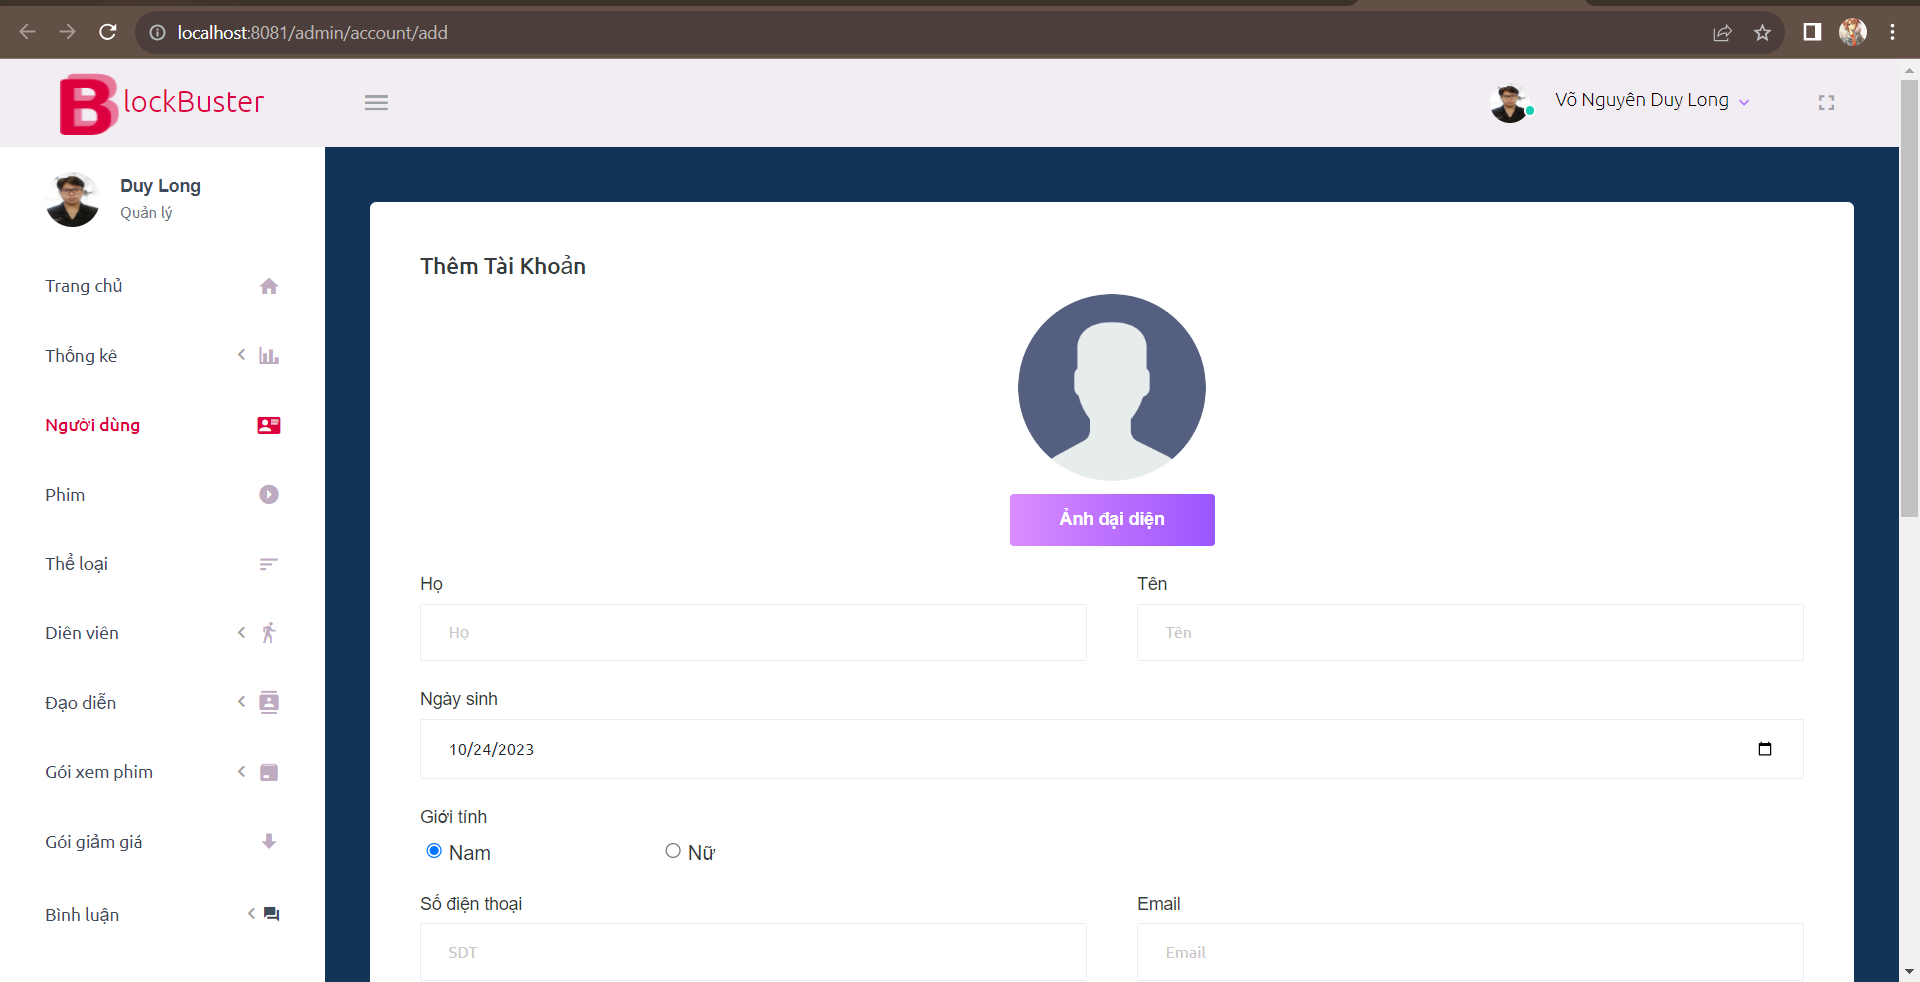 localhost:8081/admin/account/add
BlockBuster
Võ Nguyên Duy Long
Duy Long
Quản lý
Trang chủ
Thống kê
Người dùng
Phim
Thể loại
Diên viên
Đạo diễn
Gói xem phim
Gói giảm giá
Bình luận
Thêm Tài Khoản
Ảnh đại diện
Họ
Tên
Họ
Tên
Ngày sinh
10/24/2023
Giới tính
Nam
Nữ
Số điện thoại
Email
SDT
Email